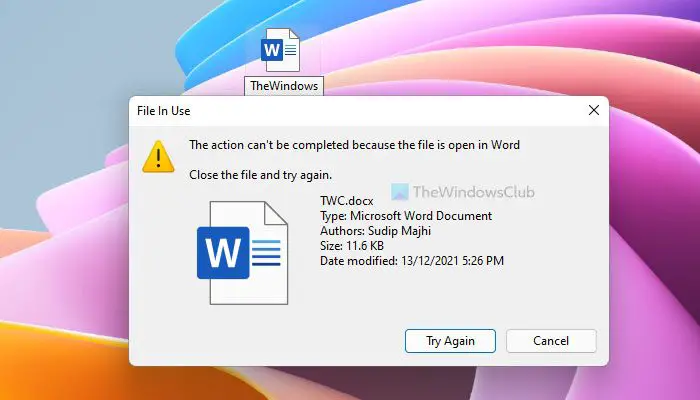 W
TheWindows
File In Use
The action can't be completed because the file is open in Word
Close the file and try again.
TheWindowsClub
W
TWC.docx
Type: Microsoft Word Document
Authors: Sudip Majhi
Size: 11.6 KB
Date modified: 13/12/2021 5:26 PM
Try Again
Cancel